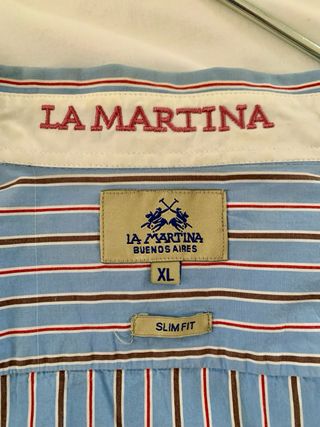 LA MARTINA
LA MARTINA
BUENOS AIRES
XL
SLIM FIT